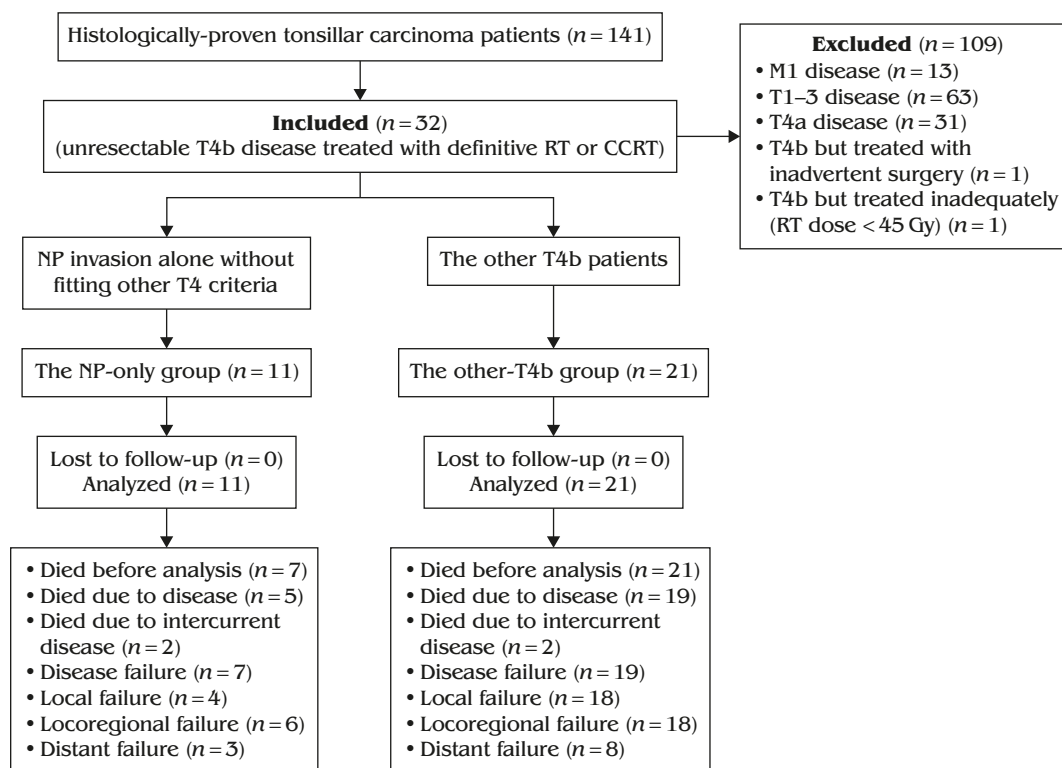 Histologically-proven tonsillar carcinoma patients (n=141)
Excluded (n=109)
• M1 disease (n=13)
• T1–3 disease (n=63)
• T4a disease (n=31)
• T4b but treated with
inadvertent surgery (n=1)
• T4b but treated inadequately
(RT dose <45 Gy) (n=1)
Included (n=32)
(unresectable T4b disease treated with definitive RT or CCRT)
NP invasion alone without
fitting other T4 criteria
The other T4b patients
The NP-only group (n=11)
The other-T4b group (n=21)
Lost to follow-up (n=0)
Analyzed (n=11)
Lost to follow-up (n=0)
Analyzed (n=21)
• Died before analysis (n=7)
• Died due to disease (n=5)
• Died due to intercurrent
disease (n=2)
• Disease failure (n=7)
• Local failure (n=4)
• Locoregional failure (n=6)
• Distant failure (n=3)
• Died before analysis (n=21)
• Died due to disease (n=19)
• Died due to intercurrent
disease (n=2)
• Disease failure (n=19)
• Local failure (n=18)
• Locoregional failure (n=18)
• Distant failure (n=8)